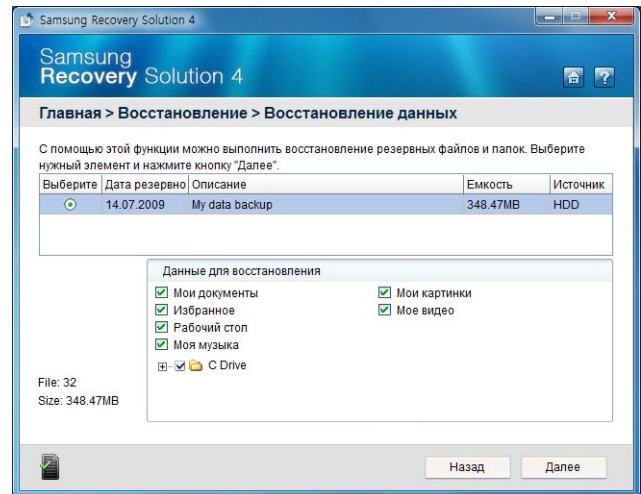 Samsung Recovery Solution 4
Samsung
Recovery Solution 4
Главная > Восстановление > Восстановление данных
С помощью этой функции можно выполнить восстановление резервных файлов и папок. Выберите
нужный элемент и нажмите кнопку "Далее".
Выберите Дата резервно Описание Емкость Источник
14.07.2009 My data backup 348.47MB HDD
Данные для восстановления
Мои документы Мои картинки
Избранное Мое видео
Рабочий стол
Моя музыка
C Drive
File: 32
Size: 348.47MB
Назад Далее